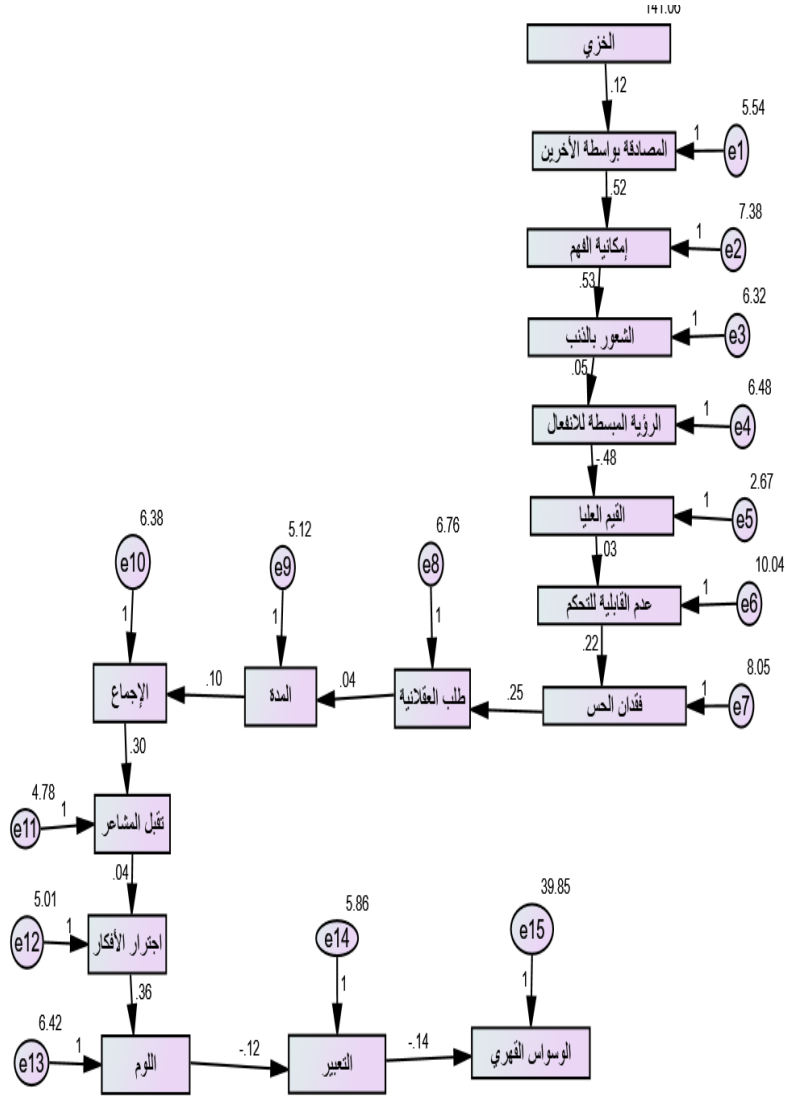 141.06
الخزي
.12
5.54
المصادقة بواسطة الأخرين
1
e1
.52
7.38
إمكانية الفهم
1
e2
.53
6.32
الشعور بالذنب
1
e3
.05
6.48
الرؤية المبسطة للانفعال
1
e4
-.48
2.67
القيم العليا
1
e5
.03
10.04
عدم القابلية للتحكم
1
e6
.22
8.05
فقدان الحس
1
e7
.25
6.76
e8
1
طلب العقلانية
.04
5.12
e9
1
المدة
.10
6.38
e10
1
الإجماع
.30
4.78
e11
1
تقبل المشاعر
.04
5.01
e12
1
اجترار الأفكار
.36
6.42
e13
1
اللوم
-.12
5.86
e14
1
التعبير
-.14
39.85
e15
1
الوسواس القهري